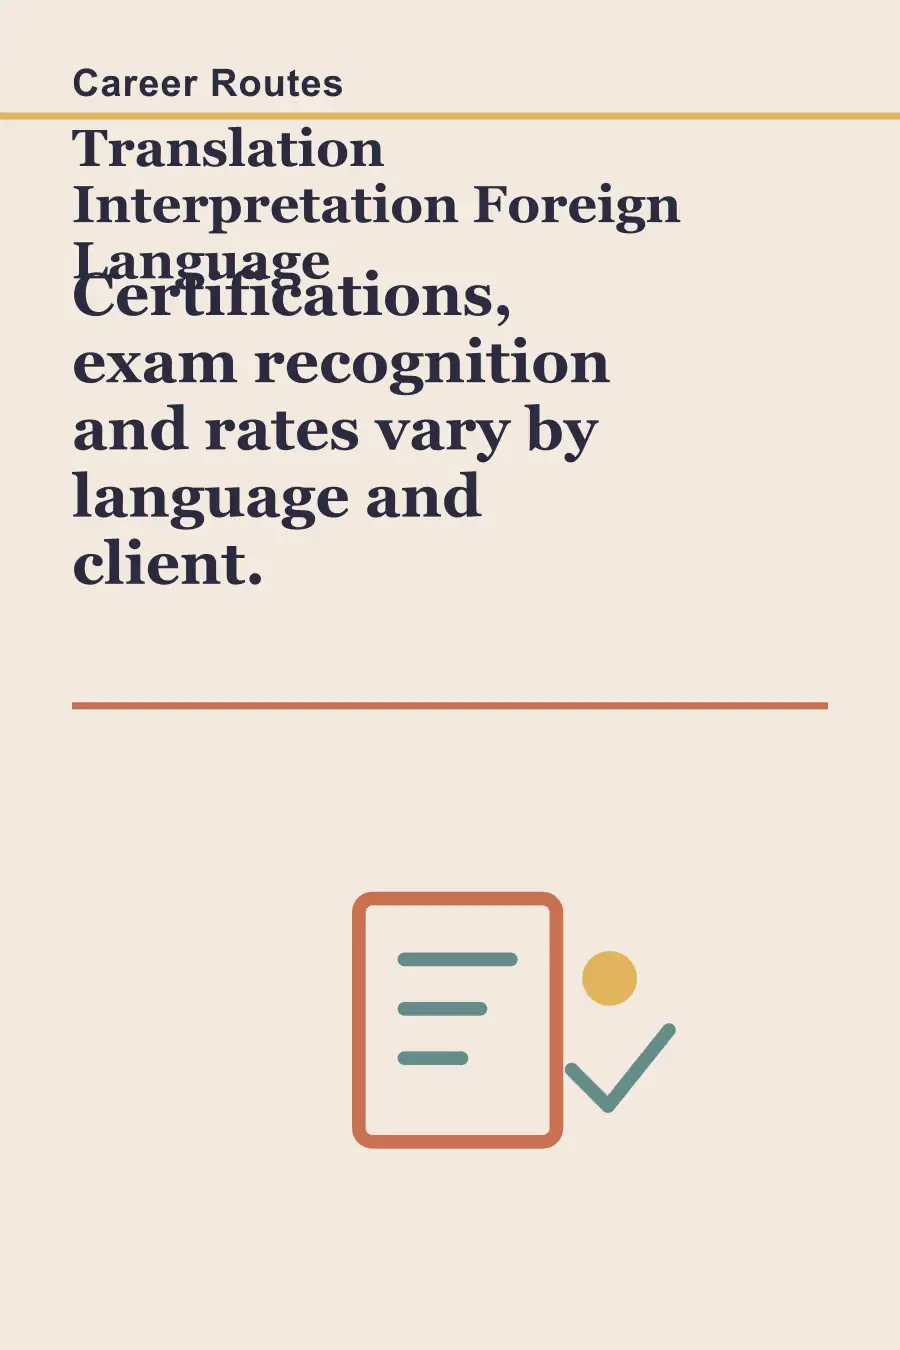 Career Routes
Translation
Interpretation Foreign
Language
Certifications,
exam recognition
and rates vary by
language and
client.